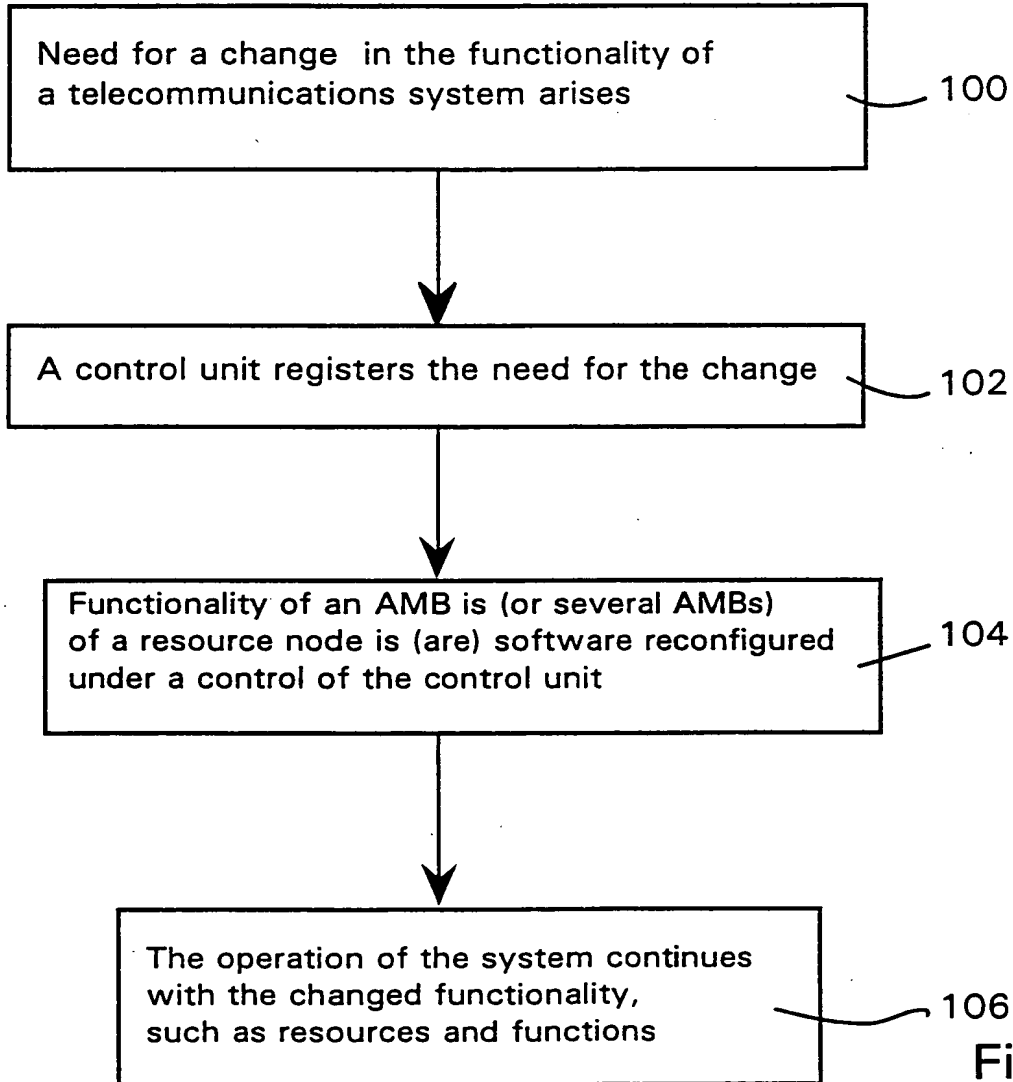 Need for a change in the functionality of
a telecommunications system arises
100
A control unit registers the need for the change
102
Functionality of an AMB is (or several AMBs)
of a resource node is (are) software reconfigured
under a control of the control unit
104
The operation of the system continues
with the changed functionality,
such as resources and functions
106
Fi